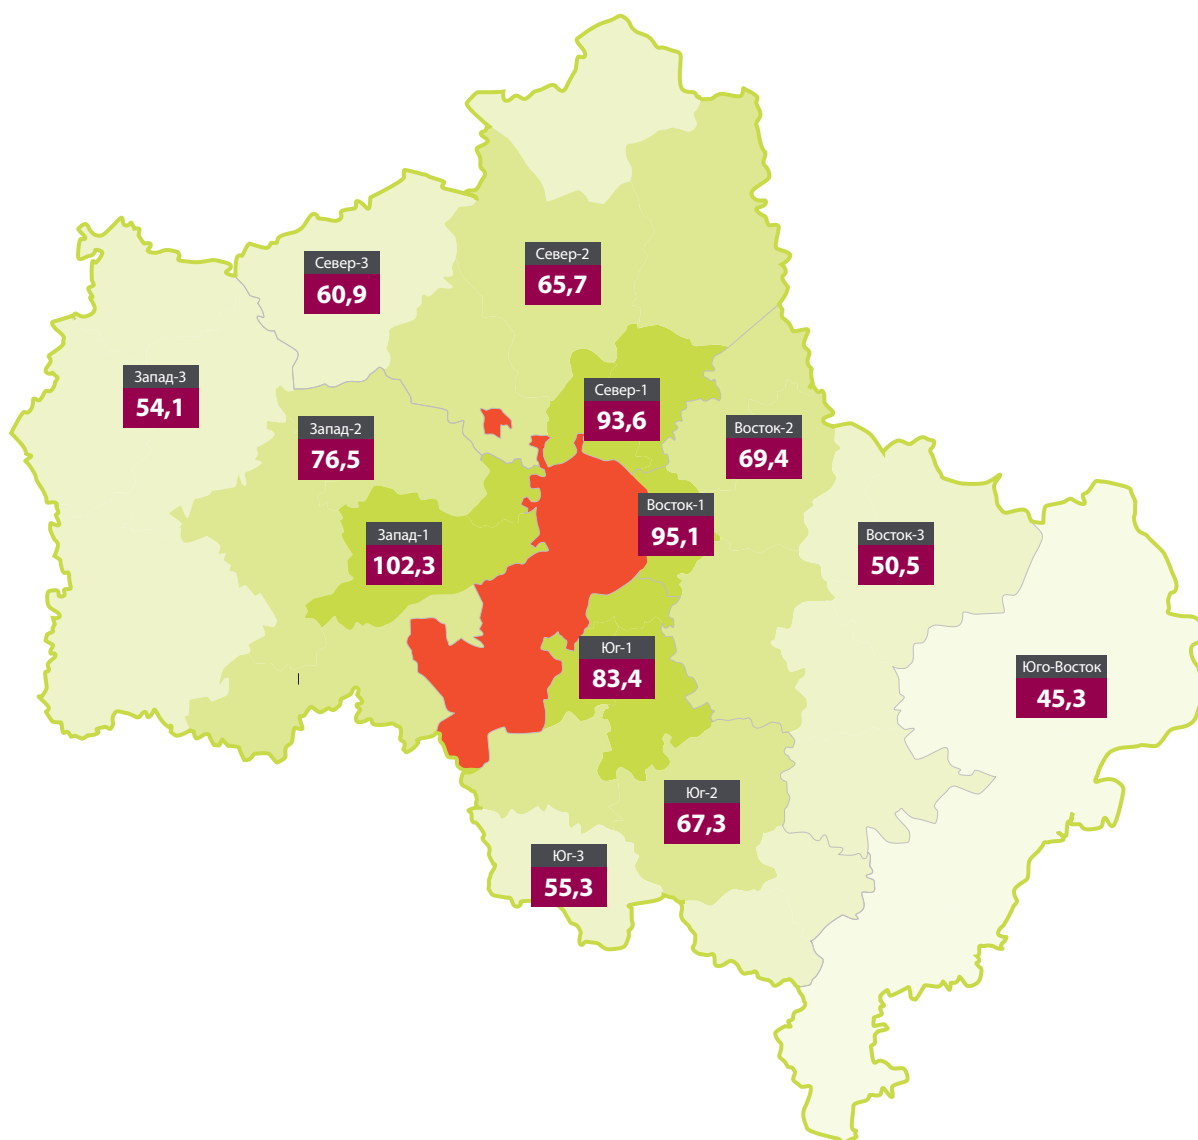 Север-2
65,7
Север-3
60,9
Запад-3
54,1
Север-1
93,6
Запад-2
76,5
Восток-2
69,4
Восток-1
95,1
Запад-1
102,3
Восток-3
50,5
Юг-1
83,4
Юго-Восток
45,3
Юг-2
67,3
Юг-3
55,3